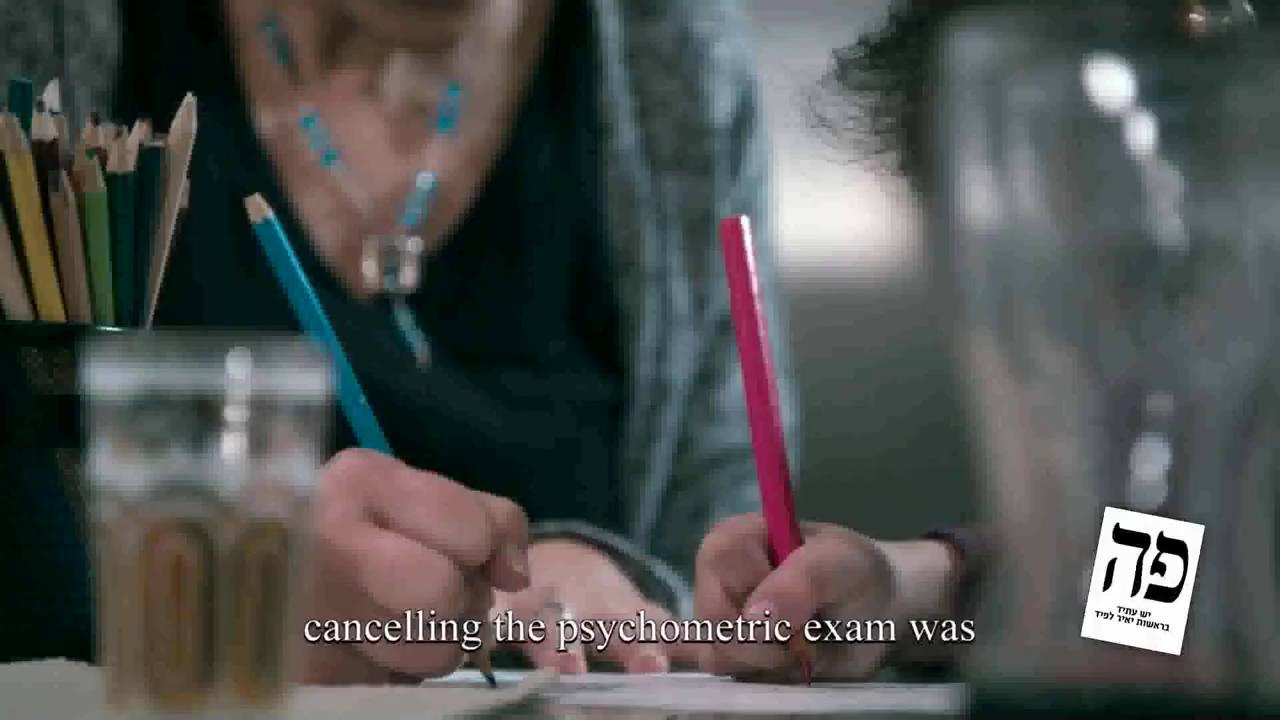 cancelling the psychometric exam was
פה
יש עתיד
בראשות יאיר לפיד